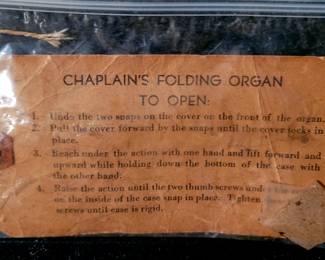 CHAPLAIN'S FOLDING ORGAN
TO OPEN:
1. Undo the two snaps on the cover on the front of the organ.
2. Pull the cover forward by the snaps until the cover locks in
place.
3. Reach under the action with one hand and lift forward and
upward while holding down the bottom of the case with
the other hand.
4. Raise the action until the two thumb screws
on the inside of the case snap in place. Tighten
screws until case is rigid.